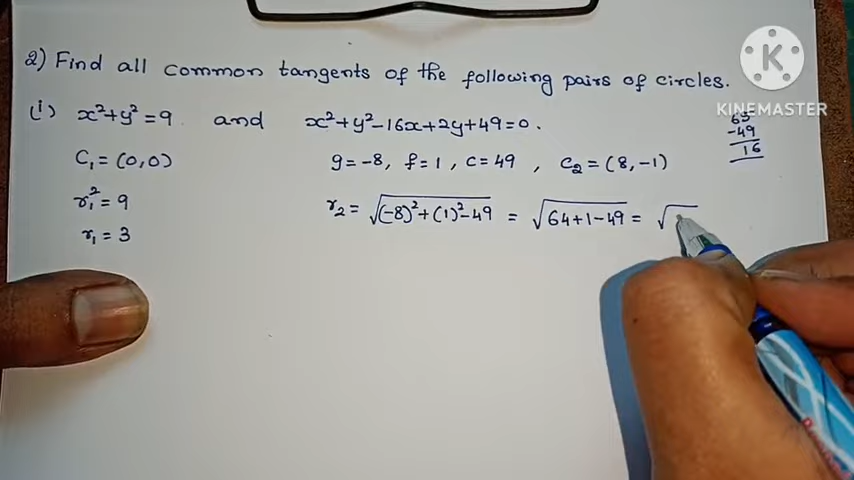 2) Find all common tangents of the following pairs of circles.
(i) x²+y²=9 and x²+y²-16x+2y+49=0.
C₁=(0,0) g=-8, f=1, c=49, C₂=(8,-1)
r₁²=9 r₂=√(-8)²+(1)²-49 = √64+1-49 = √
r₁=3
65
-49
16
K
KINEMASTER